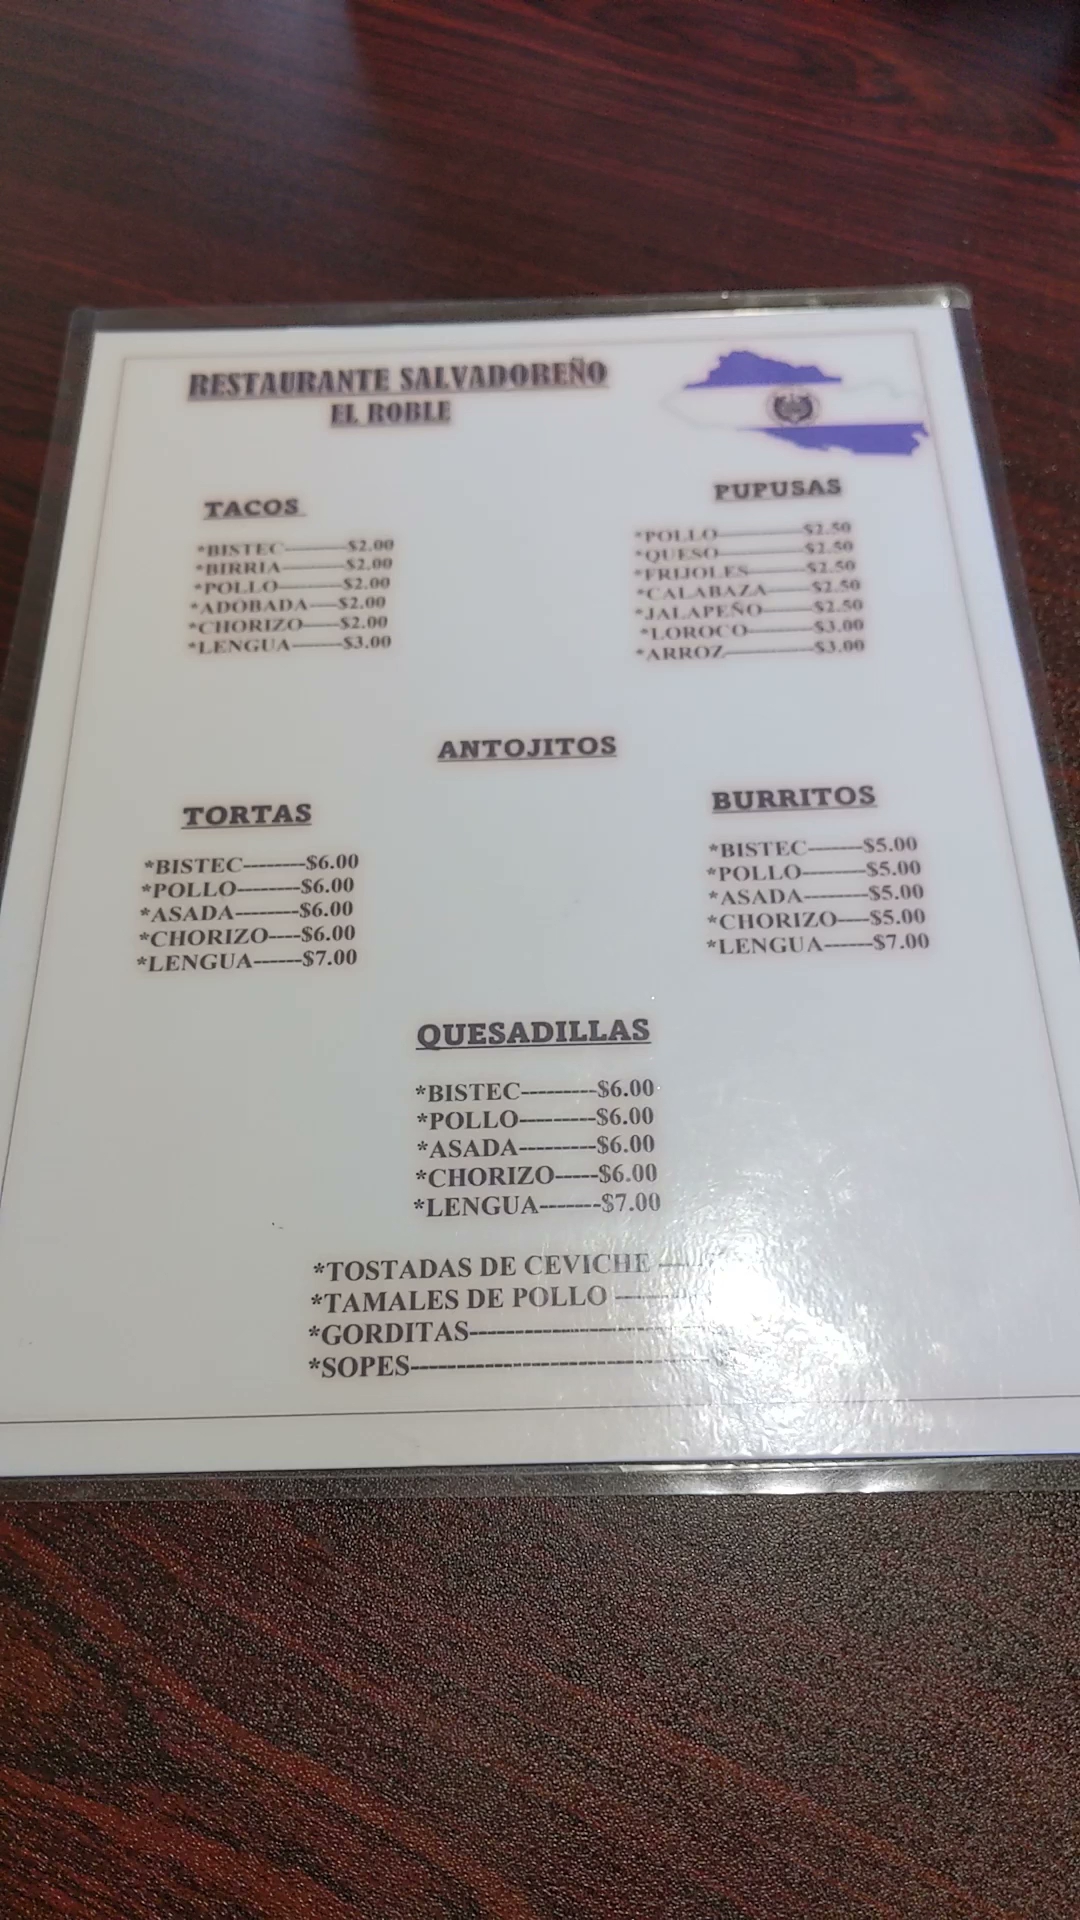 RESTAURANTE SALVADOREÑO
EL ROBLE
TACOS
*BISTEC----------$2.00
*BIRRIA----------$2.00
*POLLO----------$2.00
*ADOBADA----$2.00
*CHORIZO-----$2.00
*LENGUA-------$3.00
PUPUSAS
*POLLO------------$2.50
*QUESO------------$2.50
*FRIJOLES--------$2.50
*CALABAZA------$2.50
*JALAPEÑO-------$2.50
*LOROCO---------$3.00
*ARROZ------------$3.00
ANTOJITOS
TORTAS
*BISTEC--------$6.00
*POLLO--------$6.00
*ASADA--------$6.00
*CHORIZO----$6.00
*LENGUA------$7.00
BURRITOS
*BISTEC-------$5.00
*POLLO--------$5.00
*ASADA--------$5.00
*CHORIZO----$5.00
*LENGUA------$7.00
QUESADILLAS
*BISTEC---------$6.00
*POLLO---------$6.00
*ASADA---------$6.00
*CHORIZO-----$6.00
*LENGUA-------$7.00
*TOSTADAS DE CEVICHE ------
*TAMALES DE POLLO -----------
*GORDITAS----------------------------
*SOPES----------------------------------